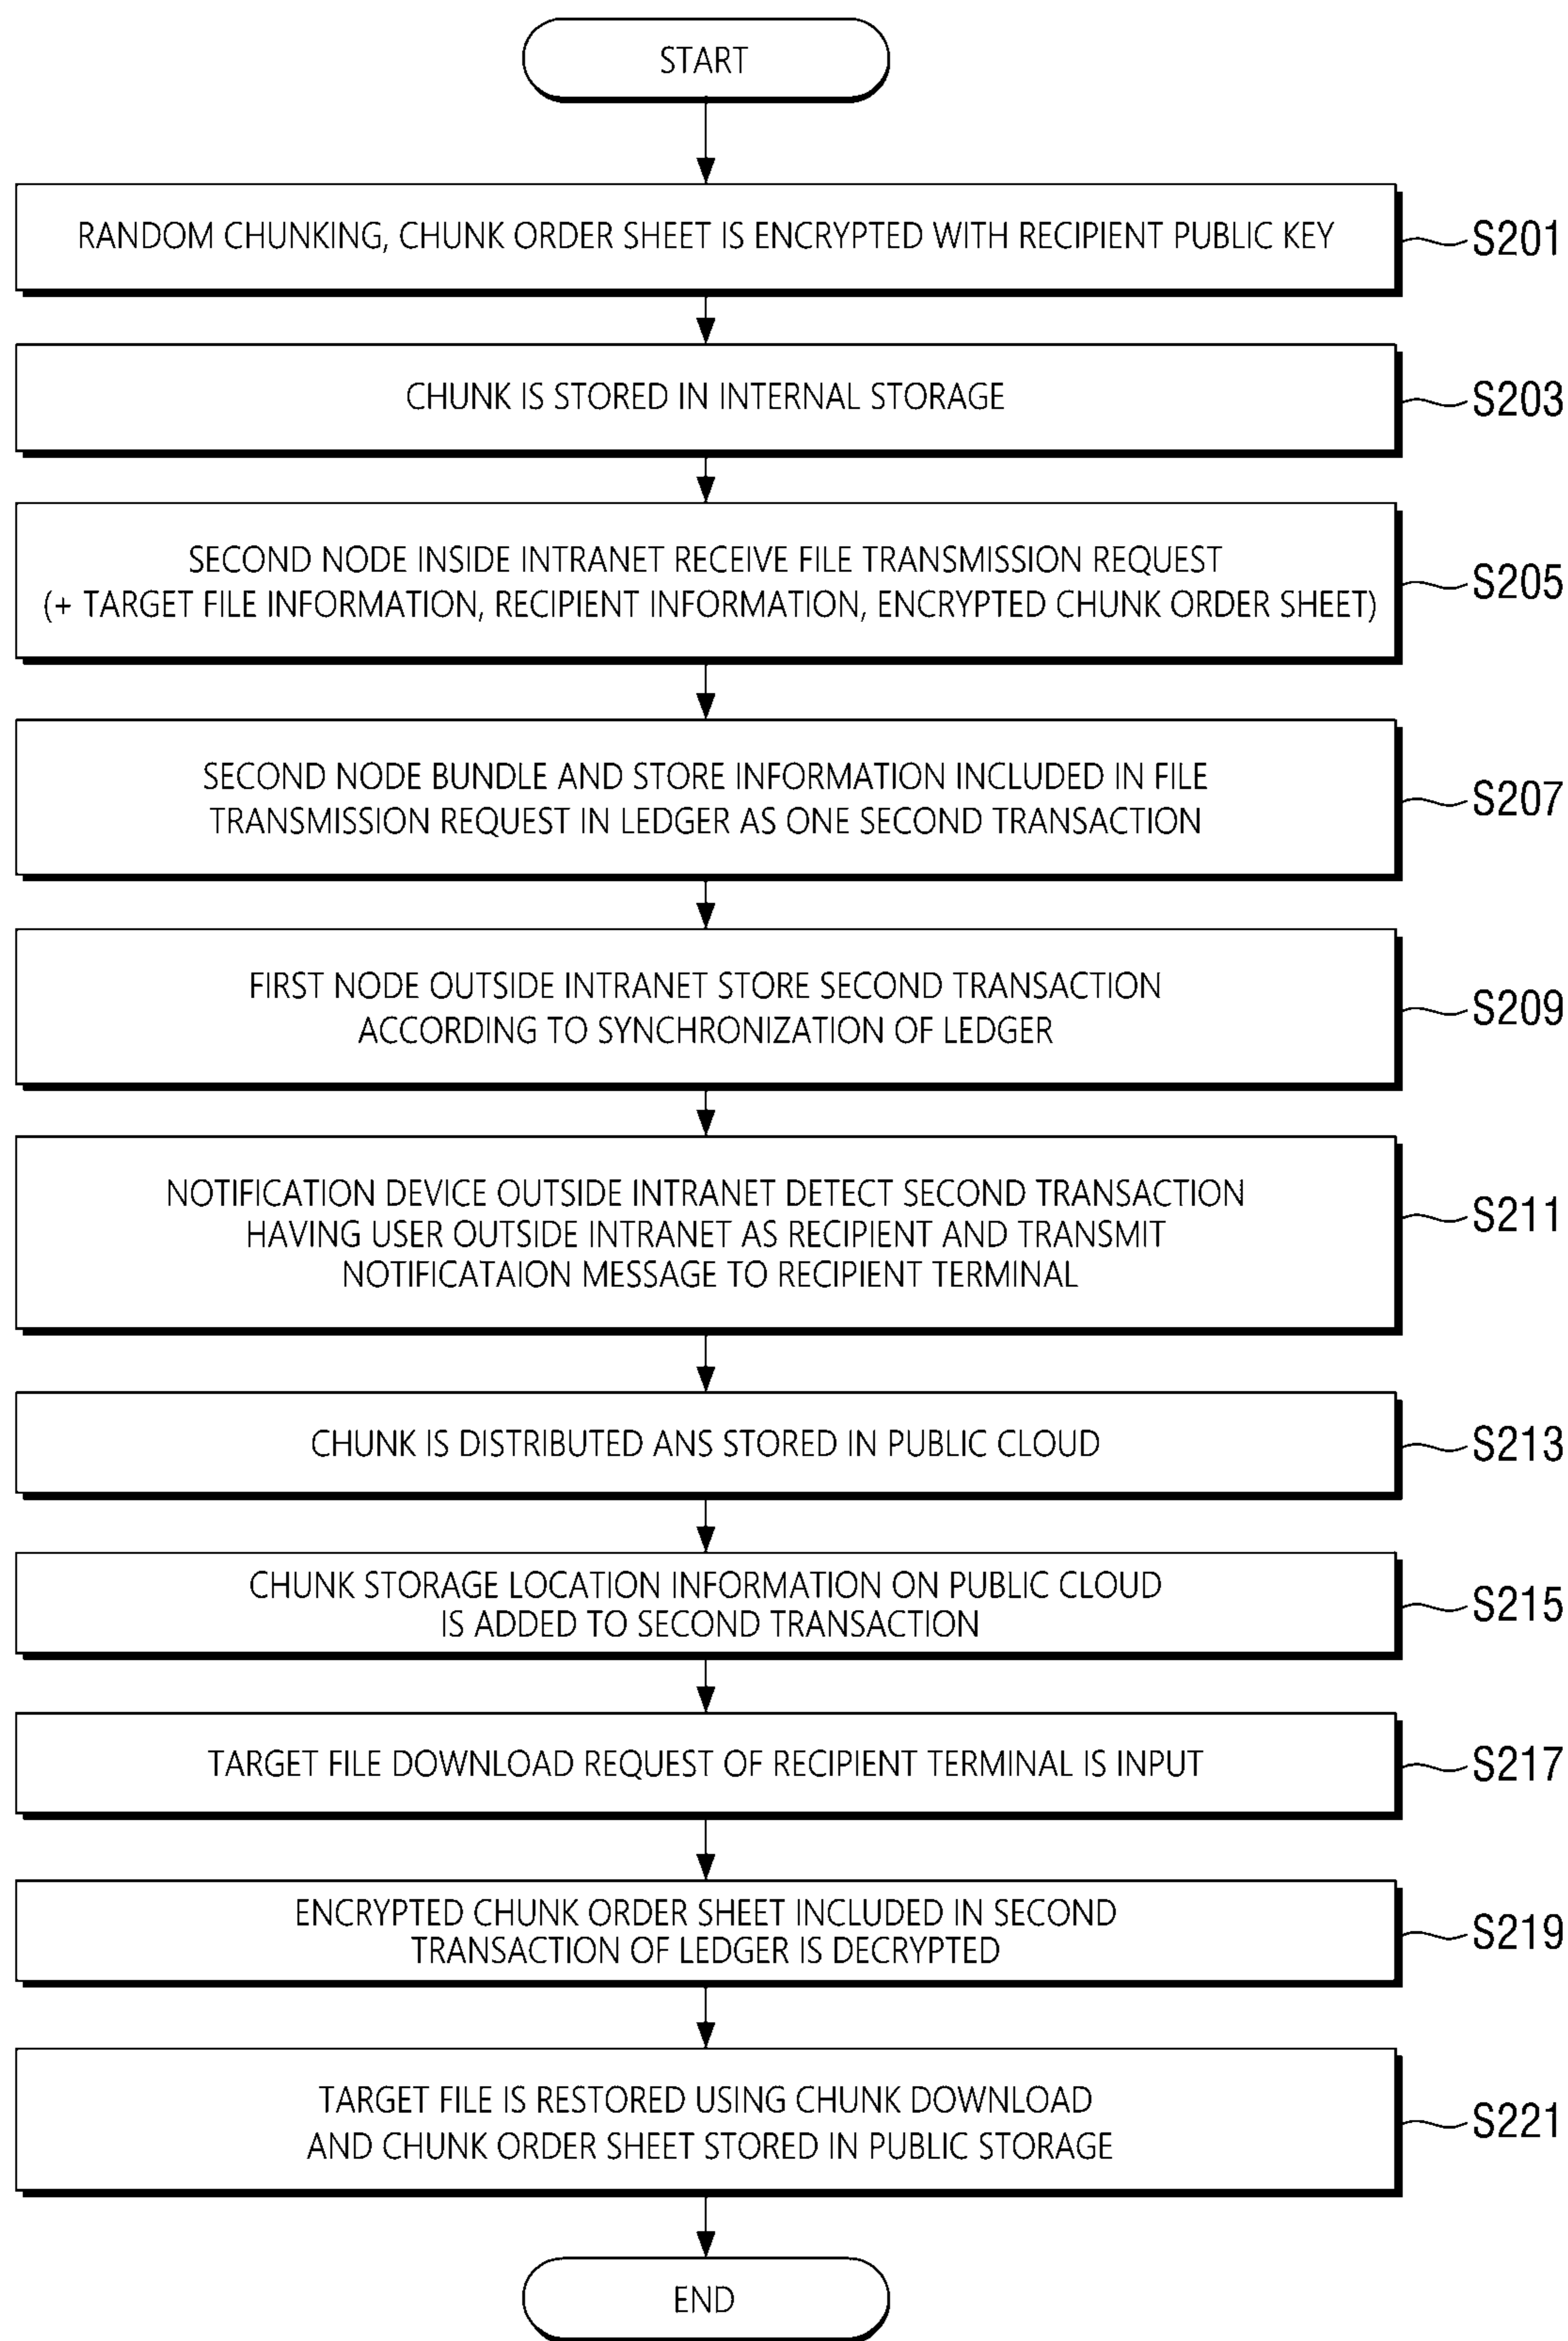 START
RANDOM CHUNKING, CHUNK ORDER SHEET IS ENCRYPTED WITH RECIPIENT PUBLIC KEY
S201
CHUNK IS STORED IN INTERNAL STORAGE
S203
SECOND NODE INSIDE INTRANET RECEIVE FILE TRANSMISSION REQUEST
(+ TARGET FILE INFORMATION, RECIPIENT INFORMATION, ENCRYPTED CHUNK ORDER SHEET)
S205
SECOND NODE BUNDLE AND STORE INFORMATION INCLUDED IN FILE
TRANSMISSION REQUEST IN LEDGER AS ONE SECOND TRANSACTION
S207
FIRST NODE OUTSIDE INTRANET STORE SECOND TRANSACTION
ACCORDING TO SYNCHRONIZATION OF LEDGER
S209
NOTIFICATION DEVICE OUTSIDE INTRANET DETECT SECOND TRANSACTION
HAVING USER OUTSIDE INTRANET AS RECIPIENT AND TRANSMIT
NOTIFICATAION MESSAGE TO RECIPIENT TERMINAL
S211
CHUNK IS DISTRIBUTED ANS STORED IN PUBLIC CLOUD
S213
CHUNK STORAGE LOCATION INFORMATION ON PUBLIC CLOUD
IS ADDED TO SECOND TRANSACTION
S215
TARGET FILE DOWNLOAD REQUEST OF RECIPIENT TERMINAL IS INPUT
S217
ENCRYPTED CHUNK ORDER SHEET INCLUDED IN SECOND
TRANSACTION OF LEDGER IS DECRYPTED
S219
TARGET FILE IS RESTORED USING CHUNK DOWNLOAD
AND CHUNK ORDER SHEET STORED IN PUBLIC STORAGE
S221
END